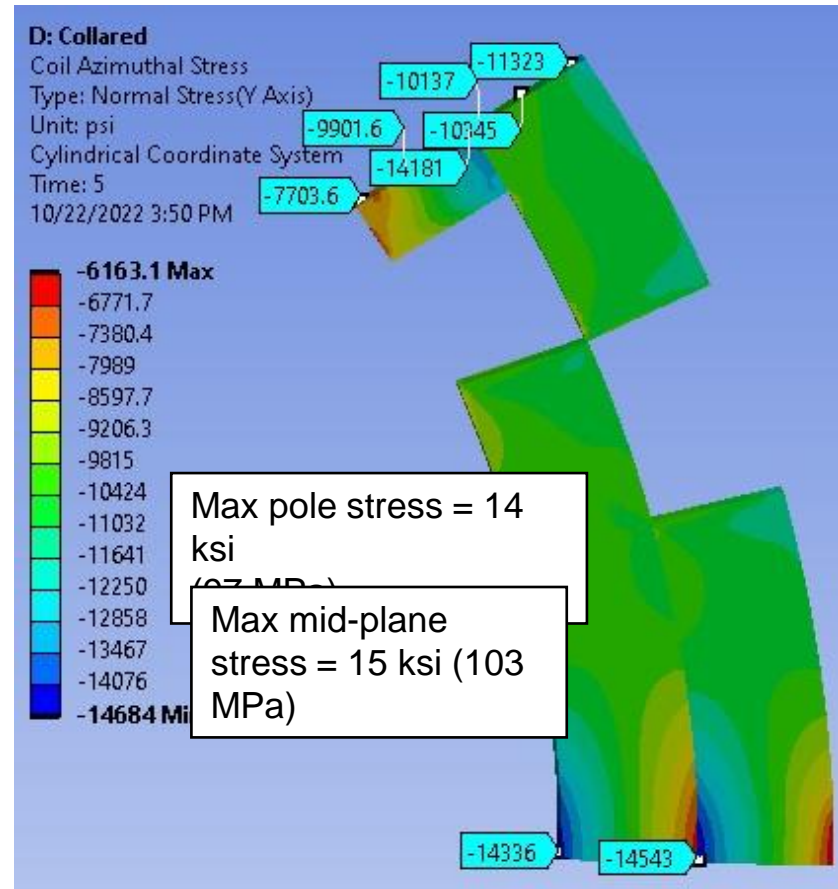 D: Collared
Coil Azimuthal Stress
Type: Normal Stress(Y Axis)
Unit: psi
Cylindrical Coordinate System
Time: 5
10/22/2022 3:50 PM
-11323
-10137
-9901.6
-10345
-14181
-7703.6
-6163.1 Max
-6771.7
-7380.4
-7989
-8597.7
-9206.3
-9815
-10424
-11032
-11641
-12250
-12858
-13467
-14076
-14684
Max pole stress = 14
ksi
MPa)
Max mid-plane
stress = 15 ksi (103
MPa)
-14336
-14543